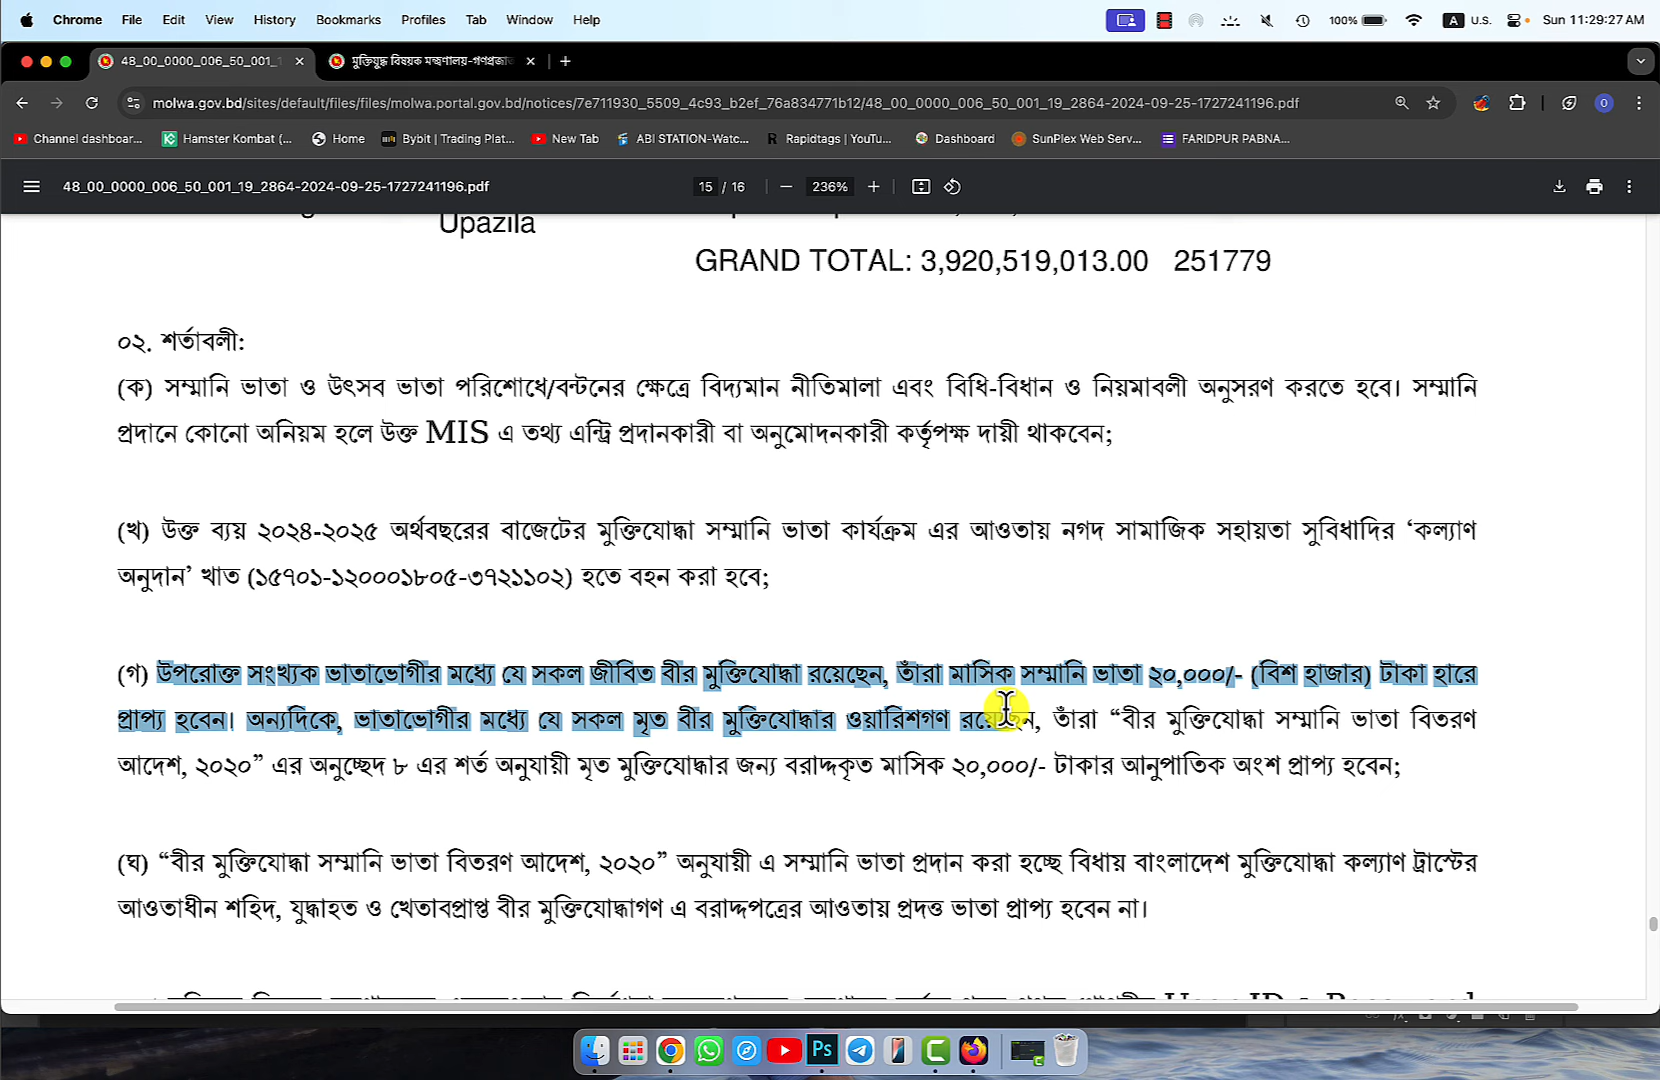 Chrome File Edit View History Bookmarks Profiles Tab Window Help 100% A U.S. Sun 11:29:27 AM
48_00_0000_006_50_001_1 মুক্তিযুদ্ধ বিষয়ক মন্ত্রণালয়-গণপ্রজাত
molwa.gov.bd/sites/default/files/files/molwa.portal.gov.bd/notices/7e711930_5509_4c93_b2ef_76a834771b12/48_00_0000_006_50_001_19_2864-2024-09-25-1727241196.pdf
Channel dashboar... Hamster Kombat (... Home Bybit | Trading Plat... New Tab ABI STATION-Watc... Rapidtags | YouTu... Dashboard SunPlex Web Serv... FARIDPUR PABNA...
48_00_0000_006_50_001_19_2864-2024-09-25-1727241196.pdf 15 / 16 236%
Upazila
GRAND TOTAL: 3,920,519,013.00 251779
০২. শর্তাবলী:
(ক) সম্মানি ভাতা ও উৎসব ভাতা পরিশোধে/বন্টনের ক্ষেত্রে বিদ্যমান নীতিমালা এবং বিধি-বিধান ও নিয়মাবলী অনুসরণ করতে হবে। সম্মানি
প্রদানে কোনো অনিয়ম হলে উক্ত MIS এ তথ্য এন্ট্রি প্রদানকারী বা অনুমোদনকারী কর্তৃপক্ষ দায়ী থাকবেন;
(খ) উক্ত ব্যয় ২০২৪-২০২৫ অর্থবছরের বাজেটের মুক্তিযোদ্ধা সম্মানি ভাতা কার্যক্রম এর আওতায় নগদ সামাজিক সহায়তা সুবিধাদির ‘কল্যাণ
অনুদান’ খাত (১৫৭০১-১২০০০১৮০৫-৩৭২১১০২) হতে বহন করা হবে;
(গ) উপরোক্ত সংখ্যক ভাতাভোগীর মধ্যে যে সকল জীবিত বীর মুক্তিযোদ্ধা রয়েছেন, তাঁরা মাসিক সম্মানি ভাতা ২০,০০০/- (বিশ হাজার) টাকা হারে
প্রাপ্য হবেন। অন্যদিকে, ভাতাভোগীর মধ্যে যে সকল মৃত বীর মুক্তিযোদ্ধার ওয়ারিশগণ রয়েছেন, তাঁরা “বীর মুক্তিযোদ্ধা সম্মানি ভাতা বিতরণ
আদেশ, ২০২০” এর অনুচ্ছেদ ৮ এর শর্ত অনুযায়ী মৃত মুক্তিযোদ্ধার জন্য বরাদ্দকৃত মাসিক ২০,০০০/- টাকার আনুপাতিক অংশ প্রাপ্য হবেন;
(ঘ) “বীর মুক্তিযোদ্ধা সম্মানি ভাতা বিতরণ আদেশ, ২০২০” অনুযায়ী এ সম্মানি ভাতা প্রদান করা হচ্ছে বিধায় বাংলাদেশ মুক্তিযোদ্ধা কল্যাণ ট্রাস্টের
আওতাধীন শহিদ, যুদ্ধাহত ও খেতাবপ্রাপ্ত বীর মুক্তিযোদ্ধাগণ এ বরাদ্দপত্রের আওতায় প্রদত্ত ভাতা প্রাপ্য হবেন না।